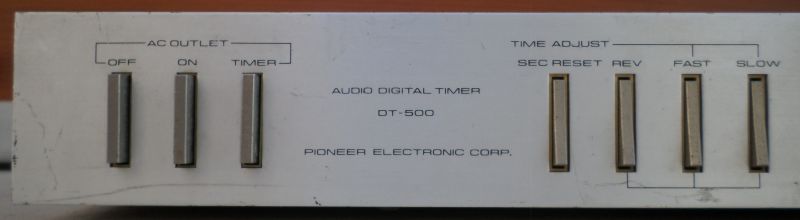 AC OUTLET
OFF ON TIMER
AUDIO DIGITAL TIMER
DT-500
PIONEER ELECTRONIC CORP.
TIME ADJUST
SEC RESET REV FAST SLOW